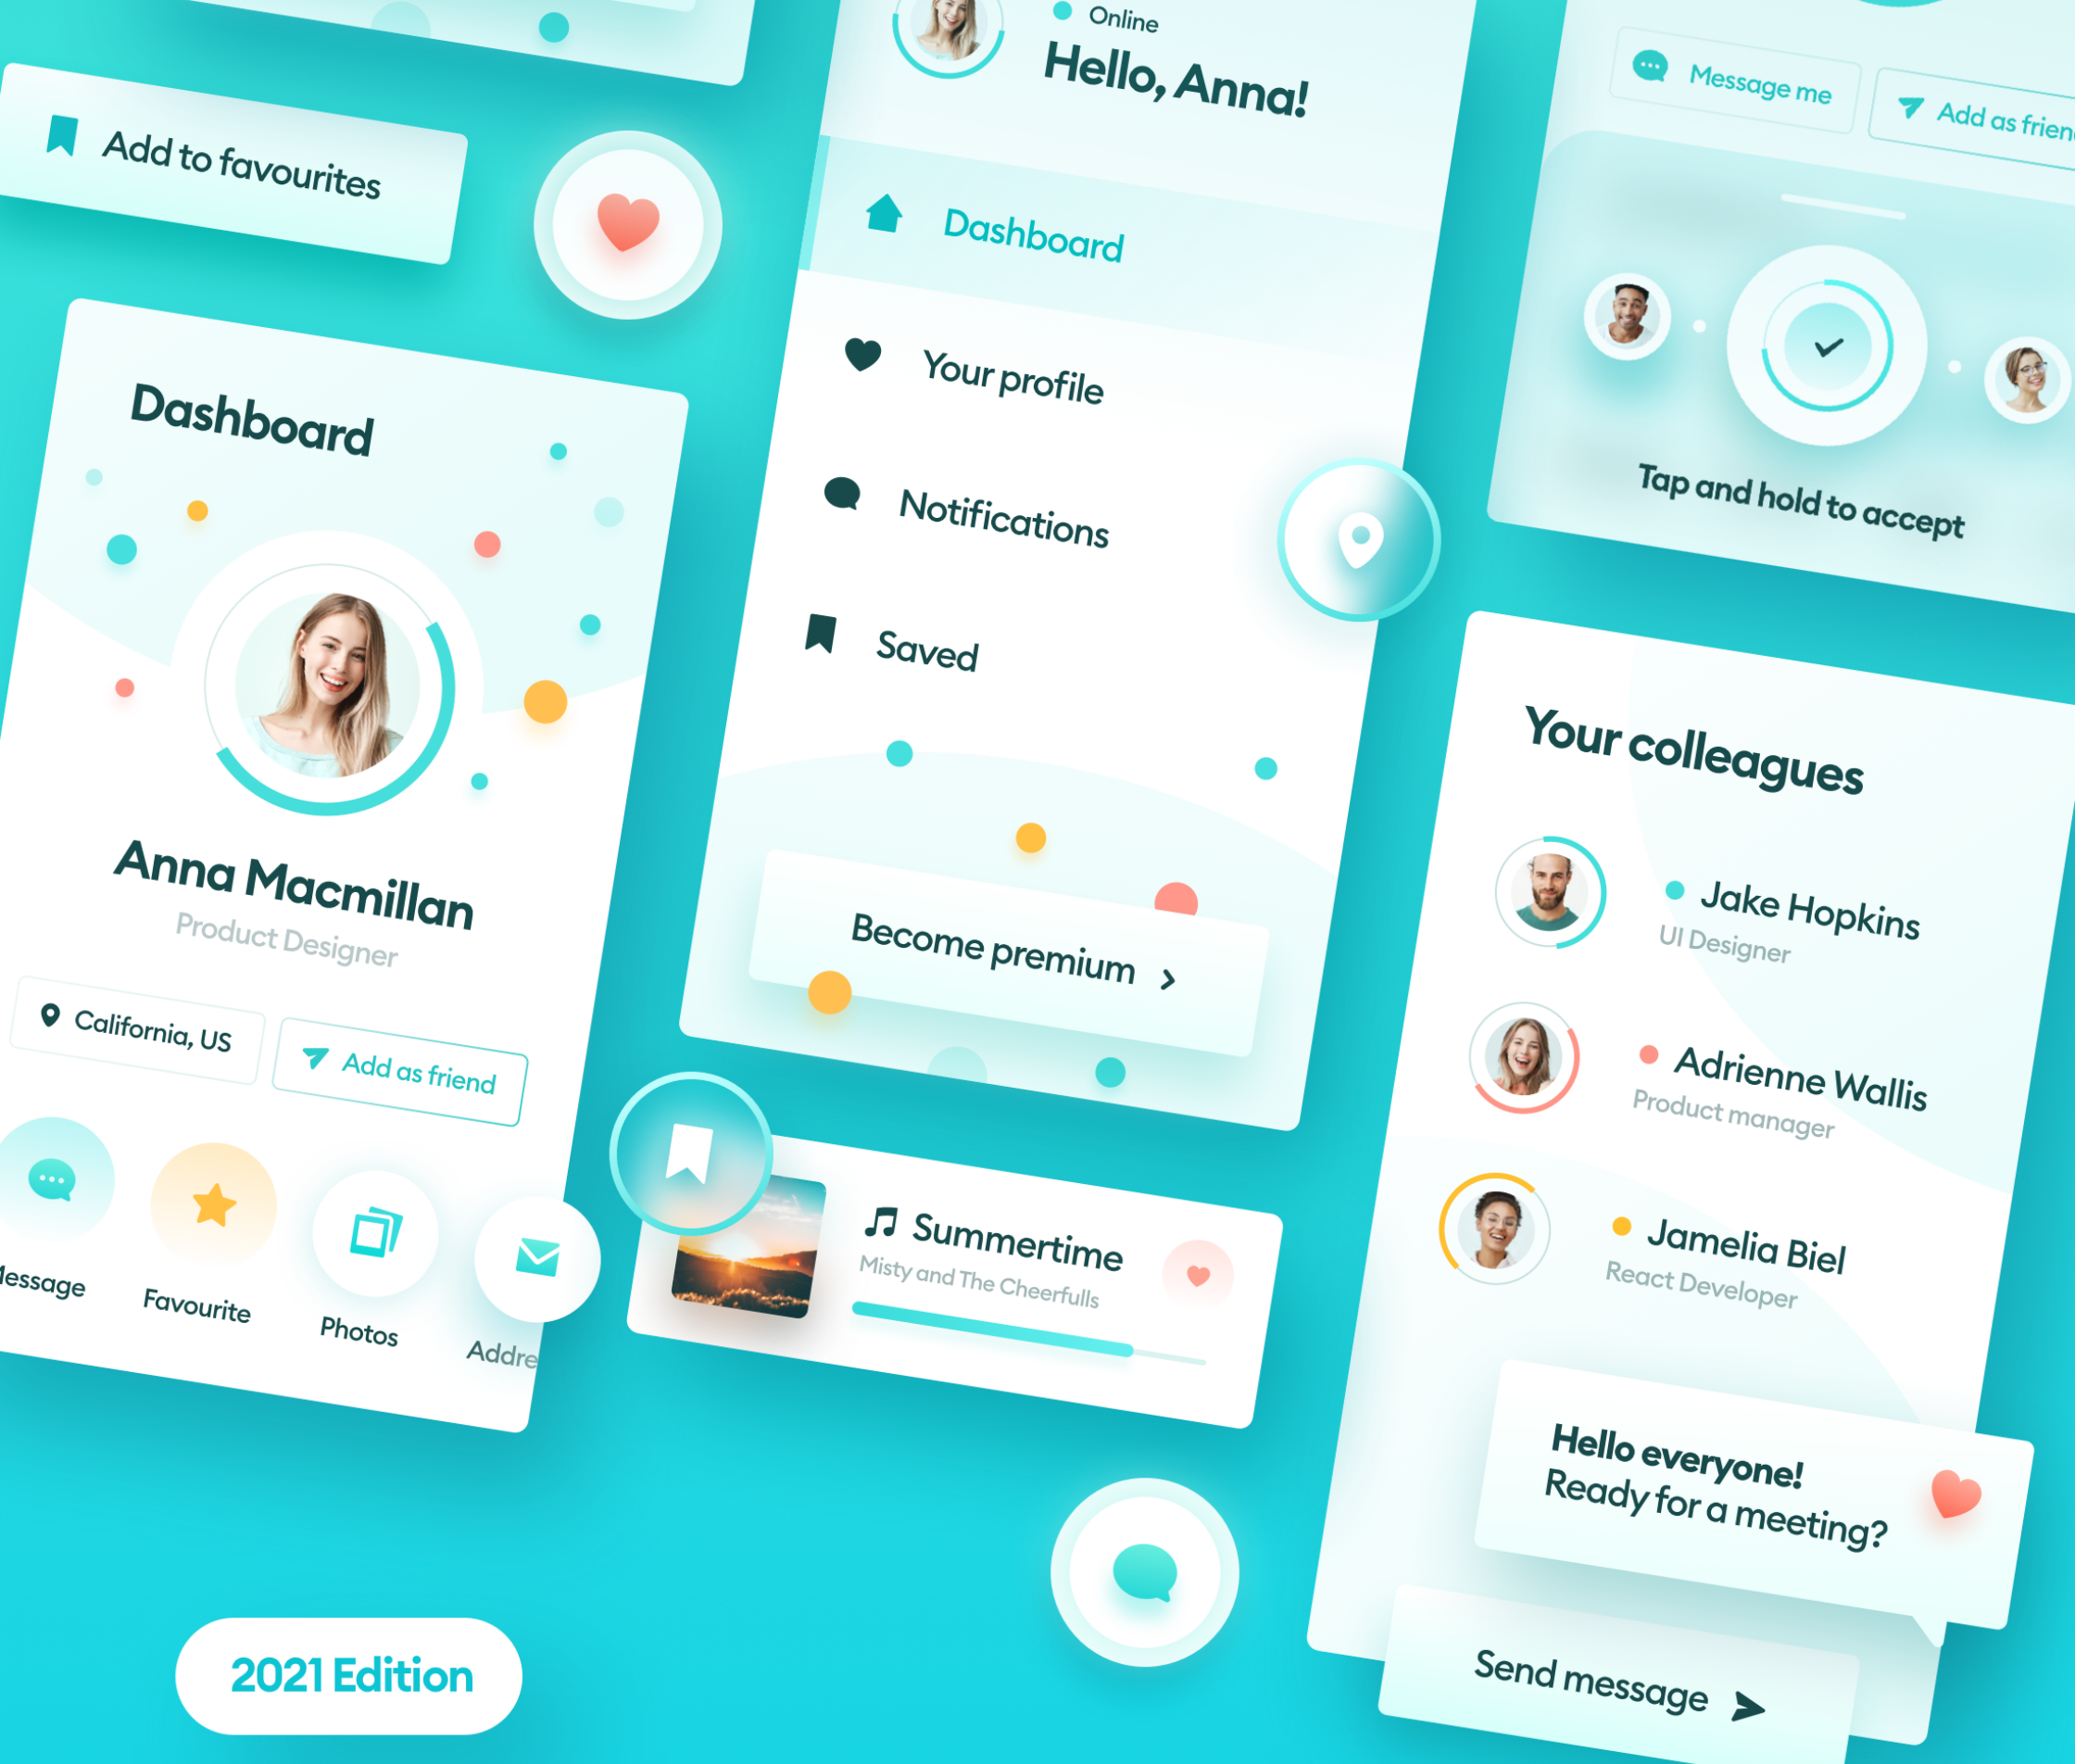 Add to favourites
Dashboard
Anna Macmillan
Product Designer
California, US
Add as friend
Favourite
Photos
Online
Hello, Anna!
Dashboard
Your profile
Notifications
Saved
Become premium
Summertime
Misty and The Cheerfulls
Message me
Add as
Tap and hold to accept
Your colleagues
Jake Hopkins
UI Designer
Adrienne Wallis
Product manager
Jamelia Biel
React Developer
Hello everyone!
Ready for a meeting?
Send message
2021 Edition